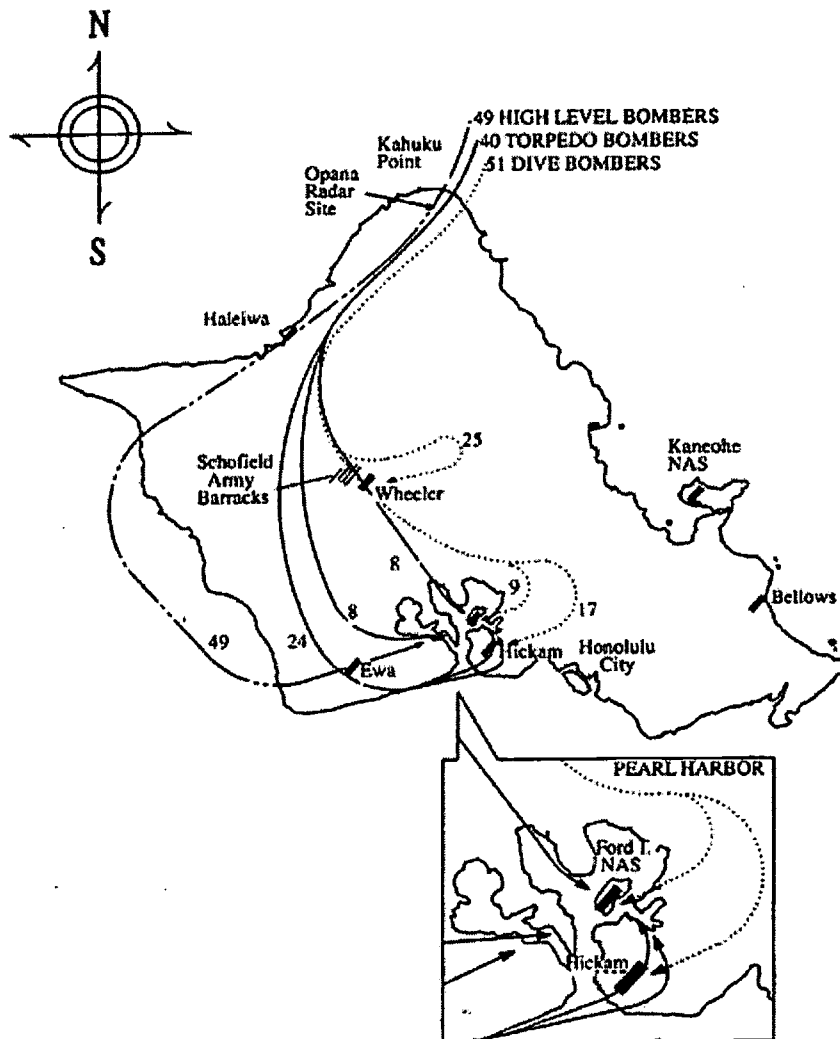 N
S
.49 HIGH LEVEL BOMBERS
40 TORPEDO BOMBERS
51 DIVE BOMBERS
Kahuku
Point
Opana
Radar
Site
Haleiwa
25
Kaneohe
NAS
Schofield
Army
Barracks
Wheeler
8
9
17
Bellows
8
49
24
Ewa
Hickam
Honolulu
City
PEARL HARBOR
Ford I.
NAS
Hickam